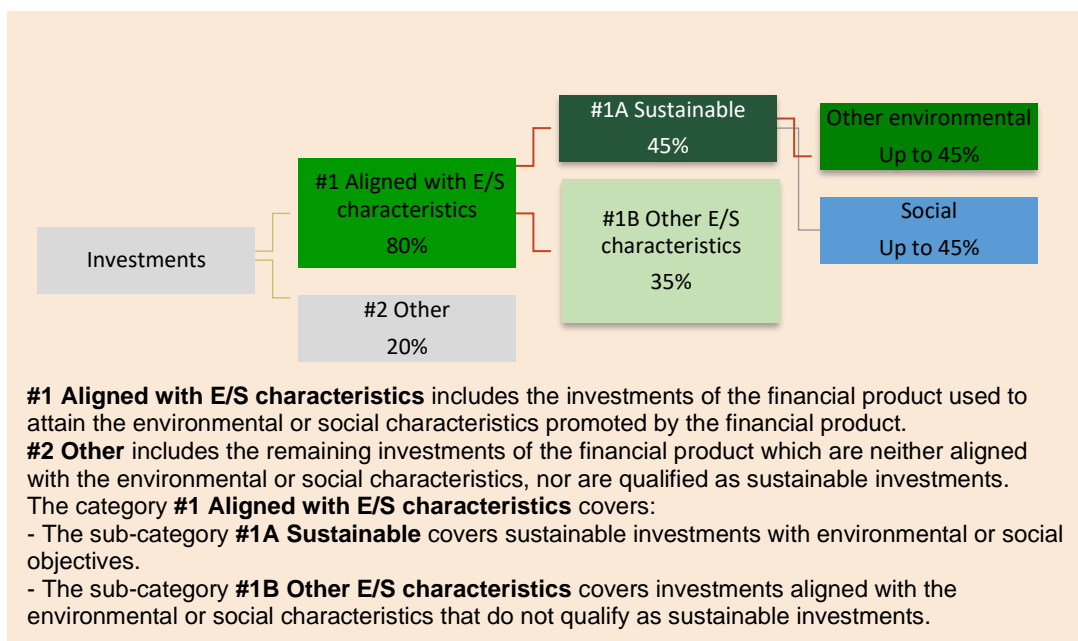 #1A Sustainable
45%
Other environmental
Up to 45%
#1 Aligned with E/S
characteristics
80%
#1B Other E/S
characteristics
35%
Social
Up to 45%
Investments
#2 Other
20%
#1 Aligned with E/S characteristics includes the investments of the financial product used to
attain the environmental or social characteristics promoted by the financial product.
#2 Other includes the remaining investments of the financial product which are neither aligned
with the environmental or social characteristics, nor are qualified as sustainable investments.
The category #1 Aligned with E/S characteristics covers:
- The sub-category #1A Sustainable covers sustainable investments with environmental or social
objectives.
- The sub-category #1B Other E/S characteristics covers investments aligned with the
environmental or social characteristics that do not qualify as sustainable investments.